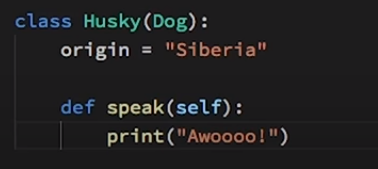 class Husky(Dog):
    origin = "Siberia"

    def speak(self):
        print("Awoooo!")